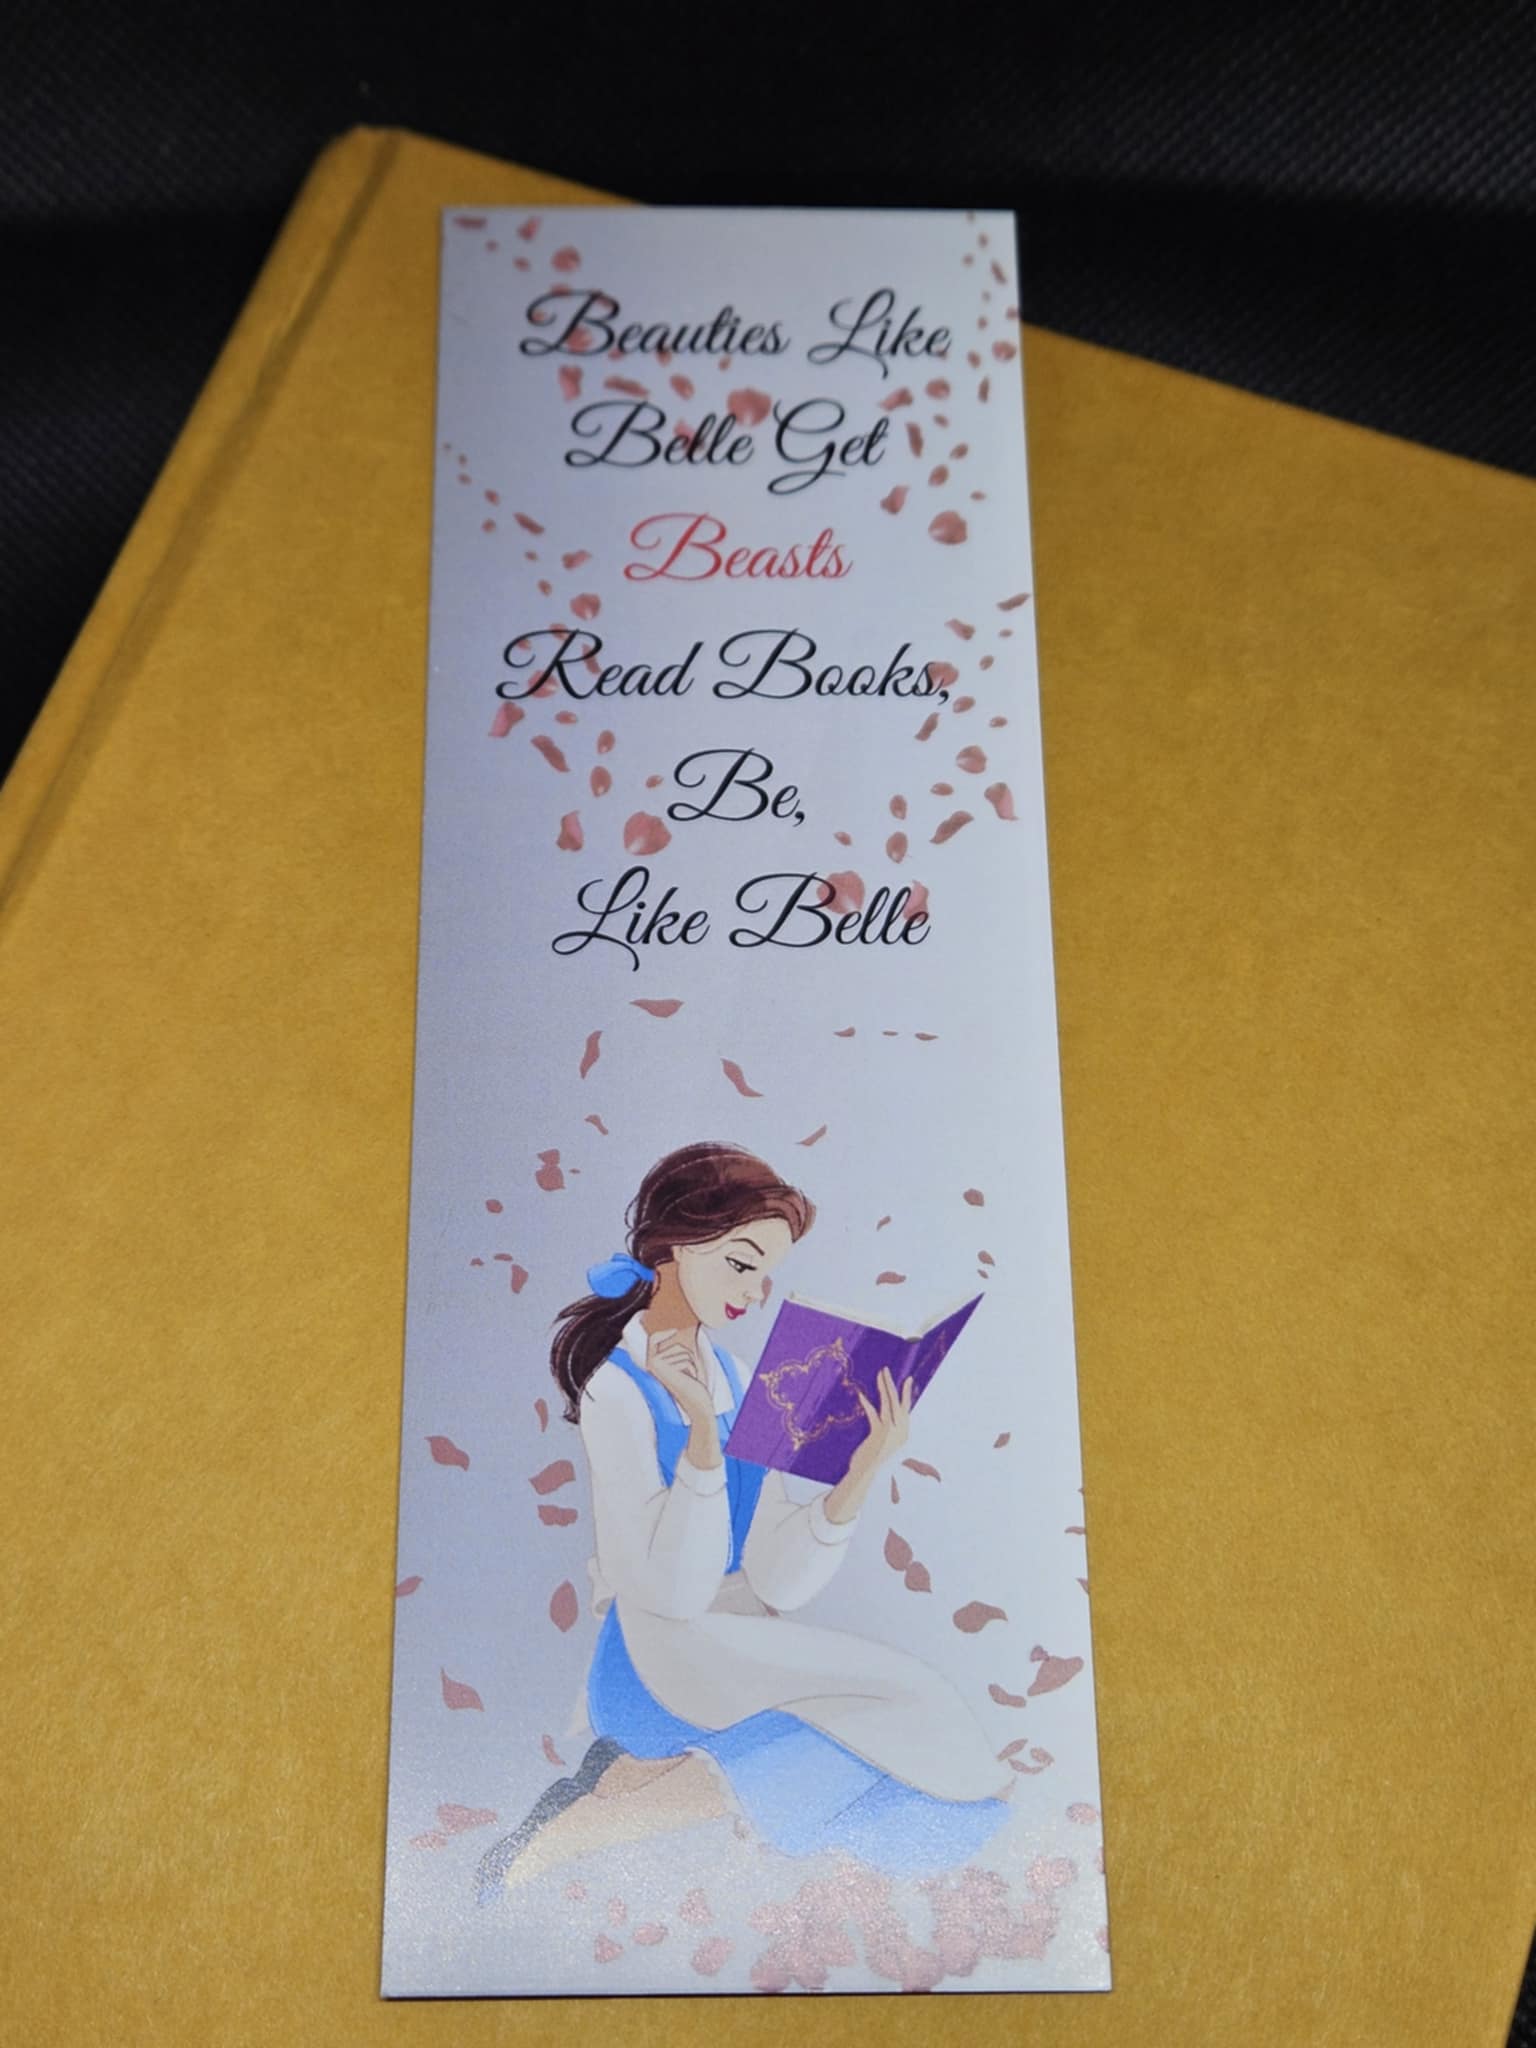 Beauties Like
Belle Get
Beasts
Read Books,
Be,
Like Belle